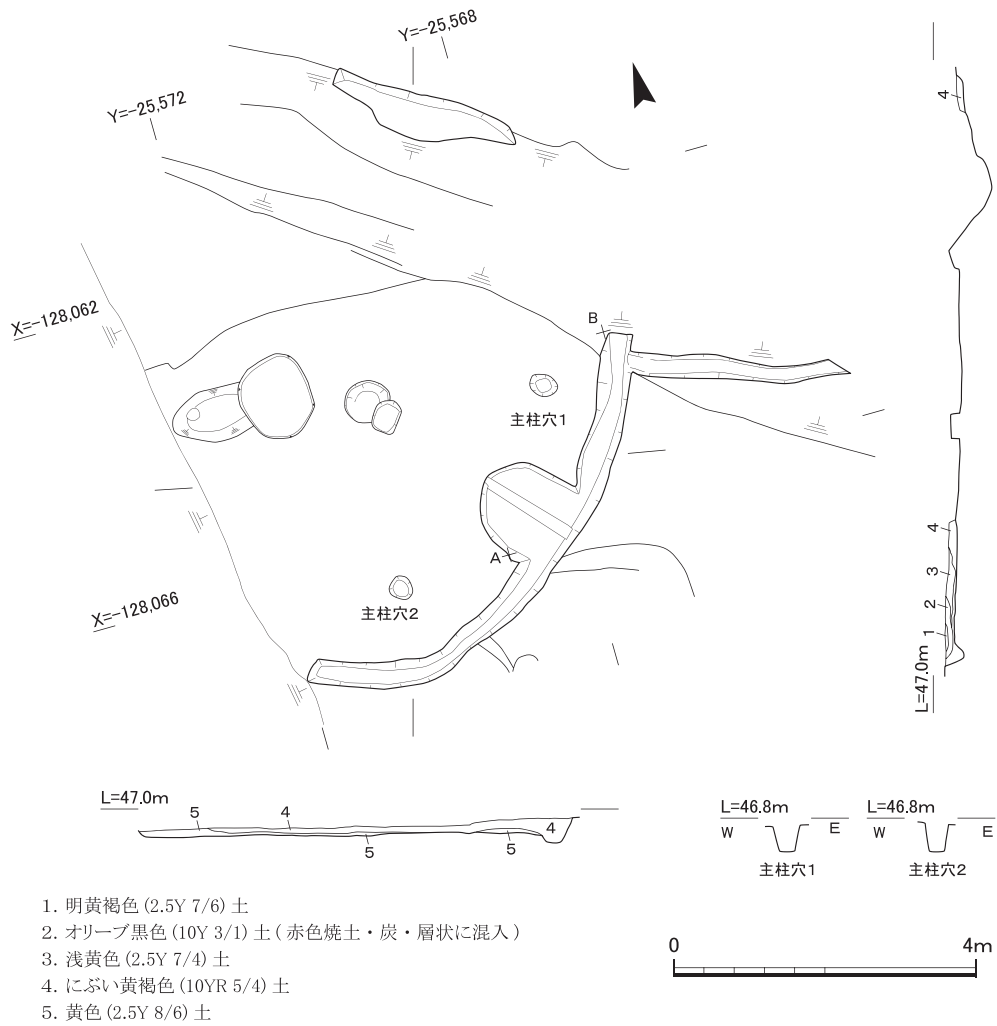 Y=-25,568
Y=-25,572
4
X=-128,062
B
主柱穴1
A
主柱穴2
X=-128,066
4
3
2
1
L=47.0m
L=47.0m
5
4
4
5
5
L=46.8m
W
E
主柱穴1
L=46.8m
W
E
主柱穴2
1. 明黄褐色 (2.5Y 7/6) 土
2. オリーブ黒色 (10Y 3/1) 土 ( 赤色焼土・炭・層状に混入 )
3. 浅黄色 (2.5Y 7/4) 土
4. にぶい黄褐色 (10YR 5/4) 土
5. 黄色 (2.5Y 8/6) 土
0
4m